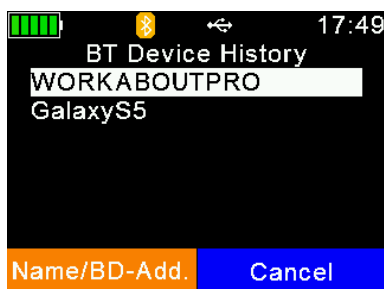 17:49
BT Device History
WORKABOUTPRO
GalaxyS5
Name/BD-Add. Cancel